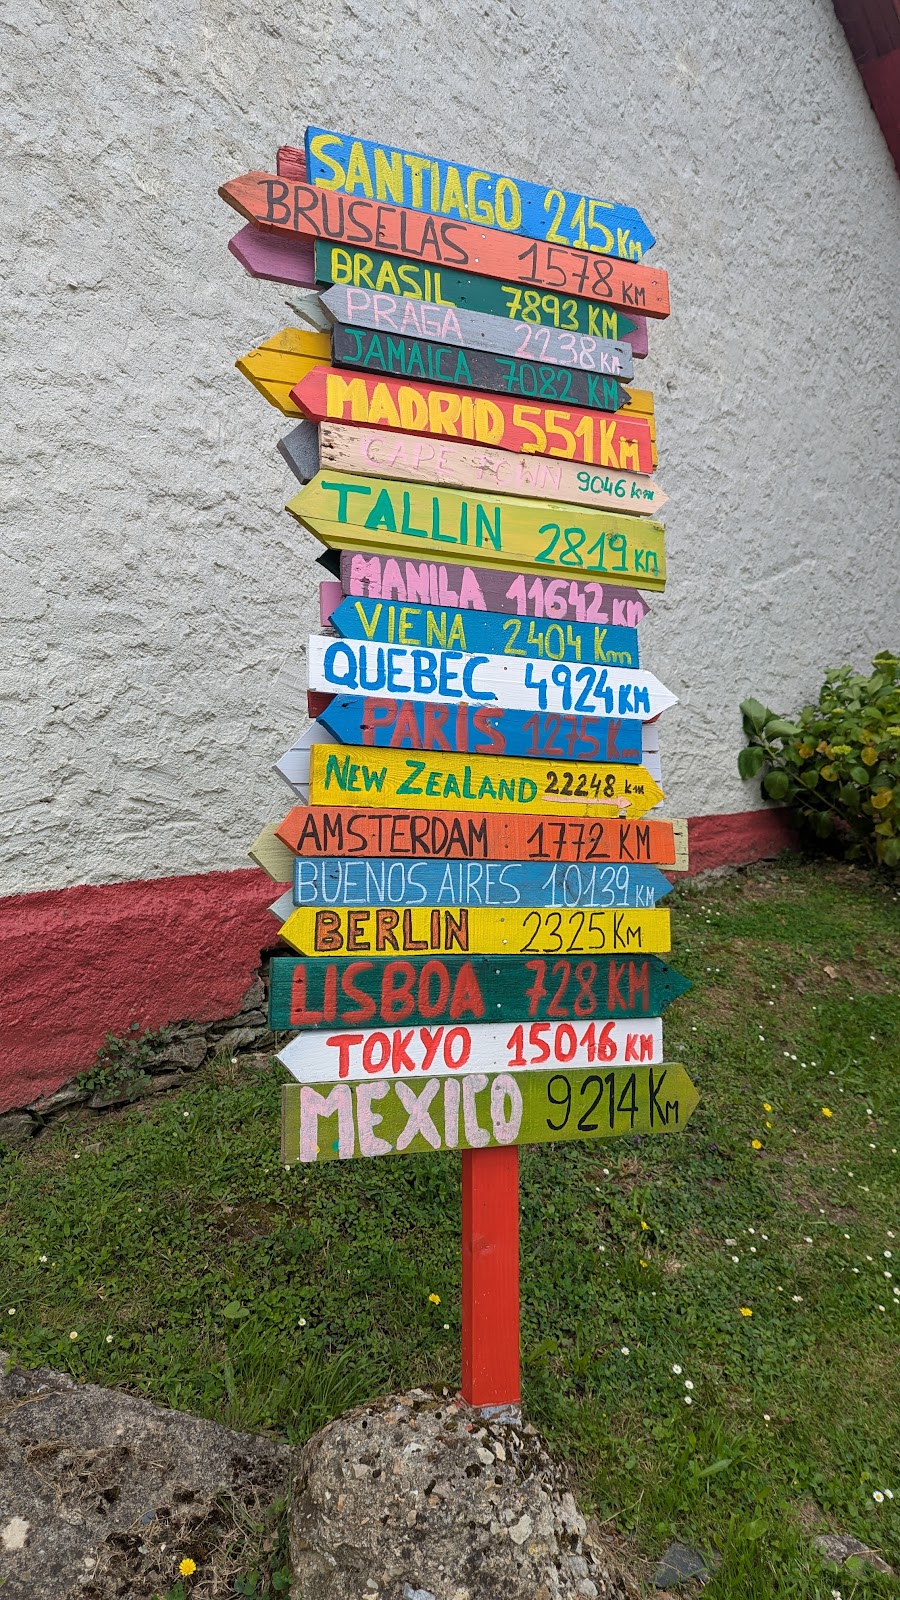 SANTIAGO 215 Km
BRUSELAS 1578 KM
BRASIL 7893 KM
PRAGA 2238 Km
JAMAICA 7082 KM
MADRID 551 Km
CAPE TOWN 9046 km
TALLIN 2819 KM
MANILA 11642 Km
VIENA 2404 Km
QUEBEC 4924 KM
PARIS 1275 Km
NEW ZEALAND 22248 km
AMSTERDAM 1772 KM
BUENOS AIRES 10139 KM
BERLIN 2325 KM
LISBOA 728 KM
TOKYO 15016 KM
MEXICO 9214 KM